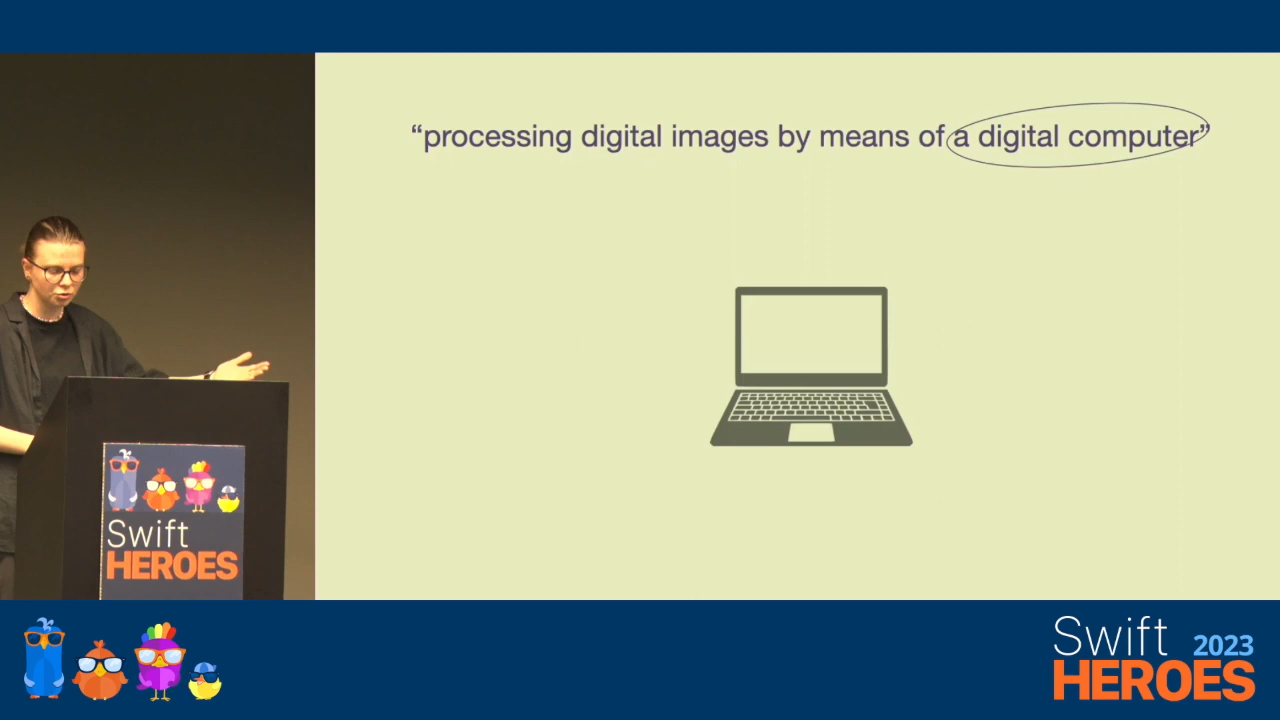 “processing digital images by means of a digital computer”
Swift
HEROES
Swift 2023
HEROES